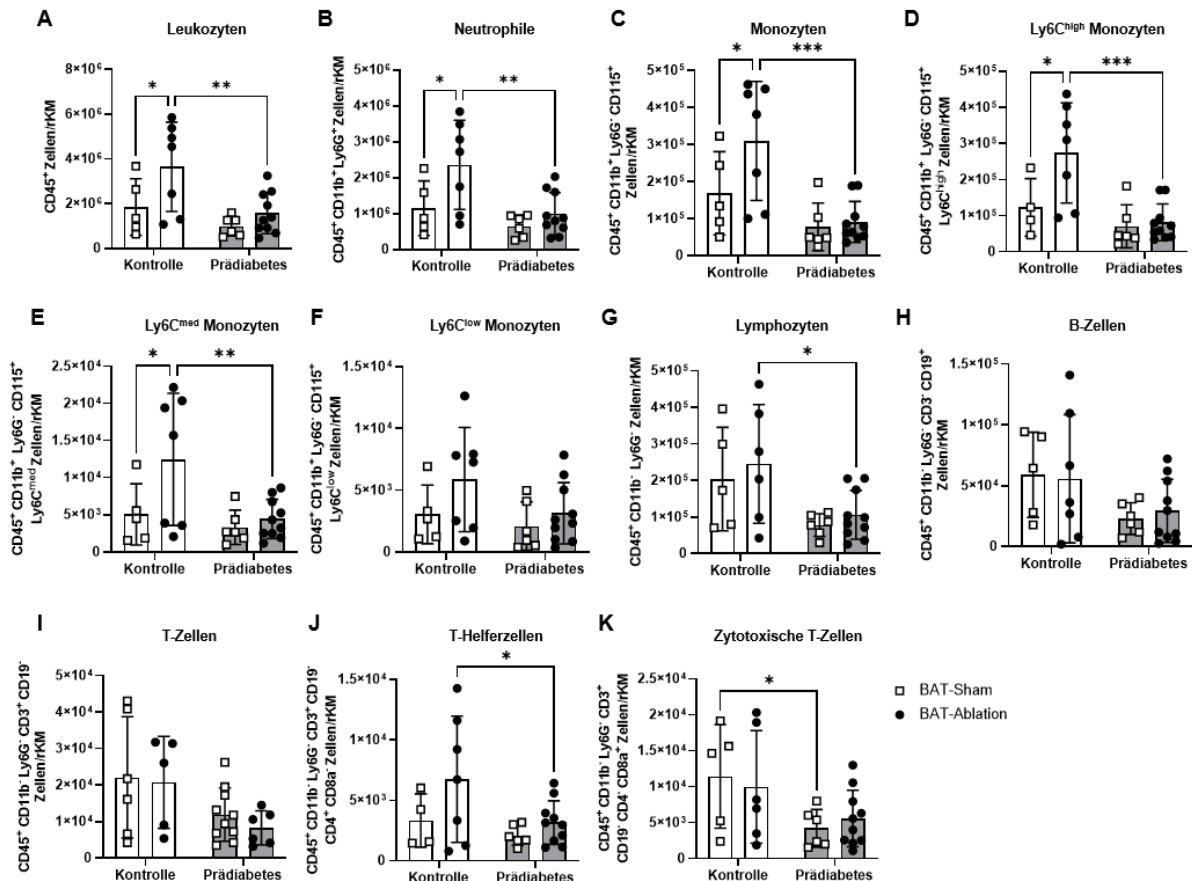 A
Leukozyten
CD45⁺ Zellen/rKM
8×10⁶
6×10⁶
4×10⁶
2×10⁶
0
*
**
Kontrolle
Prädiabetes
B
Neutrophile
CD45⁺ CD11b⁺ Ly6G⁺ Zellen/rKM
5×10⁶
4×10⁶
3×10⁶
2×10⁶
1×10⁶
0
*
**
Kontrolle
Prädiabetes
C
Monozyten
CD45⁺ CD11b⁺ Ly6G⁻ CD115⁺
Zellen/rKM
5×10⁵
4×10⁵
3×10⁵
2×10⁵
1×10⁵
0
*
***
Kontrolle
Prädiabetes
D
Ly6Cʰⁱᵍʰ Monozyten
CD45⁺ CD11b⁺ Ly6G⁻ CD115⁺
Ly6Cʰⁱᵍʰ Zellen/rKM
5×10⁵
4×10⁵
3×10⁵
2×10⁵
1×10⁵
0
*
***
Kontrolle
Prädiabetes
E
Ly6Cᵐᵉᵈ Monozyten
CD45⁺ CD11b⁺ Ly6G⁻ CD115⁺
Ly6Cᵐᵉᵈ Zellen/rKM
2.5×10⁴
2×10⁴
1.5×10⁴
1×10⁴
5×10³
0
*
**
Kontrolle
Prädiabetes
F
Ly6Cˡᵒʷ Monozyten
CD45⁺ CD11b⁺ Ly6G⁻ CD115⁺
Ly6Cˡᵒʷ Zellen/rKM
1.5×10⁴
1×10⁴
5×10³
0
Kontrolle
Prädiabetes
G
Lymphozyten
CD45⁺ CD11b⁻ Ly6G⁻ Zellen/rKM
5×10⁵
4×10⁵
3×10⁵
2×10⁵
1×10⁵
0
*
Kontrolle
Prädiabetes
H
B-Zellen
CD45⁺ CD11b⁻ Ly6G⁻ CD3⁻ CD19⁺
Zellen/rKM
1.5×10⁵
1×10⁵
5×10⁴
0
Kontrolle
Prädiabetes
I
T-Zellen
CD45⁺ CD11b⁻ Ly6G⁻ CD3⁺ CD19⁻
Zellen/rKM
5×10⁴
4×10⁴
3×10⁴
2×10⁴
1×10⁴
0
Kontrolle
Prädiabetes
J
T-Helferzellen
CD45⁺ CD11b⁻ Ly6G⁻ CD3⁺ CD19⁻
CD4⁺ CD8a⁻ Zellen/rKM
1.5×10⁴
1×10⁴
5×10³
0
*
Kontrolle
Prädiabetes
K
Zytotoxische T-Zellen
CD45⁺ CD11b⁻ Ly6G⁻ CD3⁺
CD19⁻ CD4⁻ CD8a⁺ Zellen/rKM
2.5×10⁴
2×10⁴
1.5×10⁴
1×10⁴
5×10³
0
*
Kontrolle
Prädiabetes
BAT-Sham
BAT-Ablation